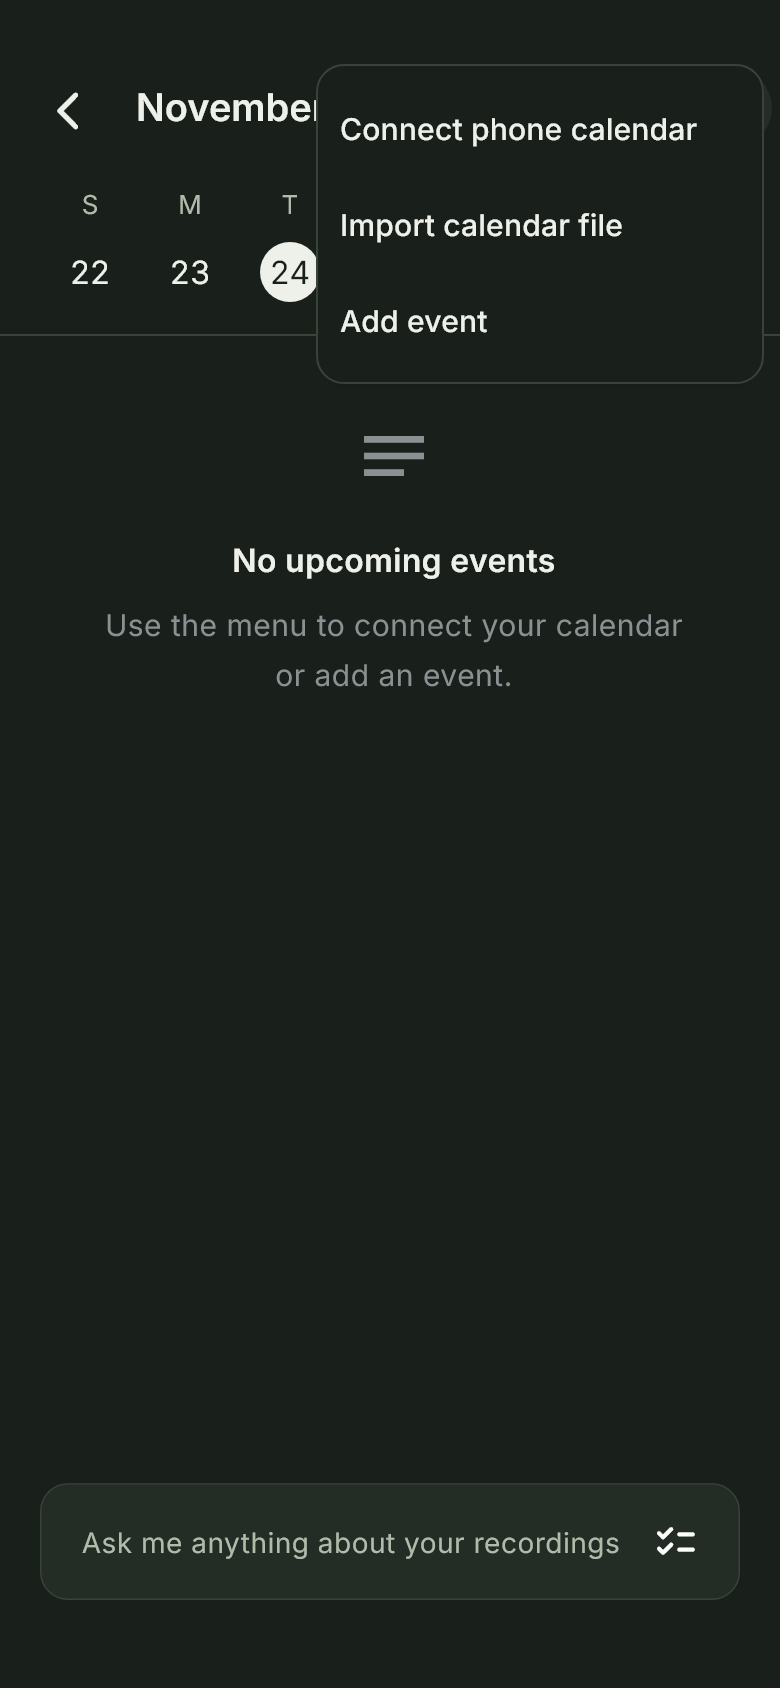 November
Connect phone calendar
S M T
Import calendar file
22 23 24
Add event
No upcoming events
Use the menu to connect your calendar
or add an event.
Ask me anything about your recordings